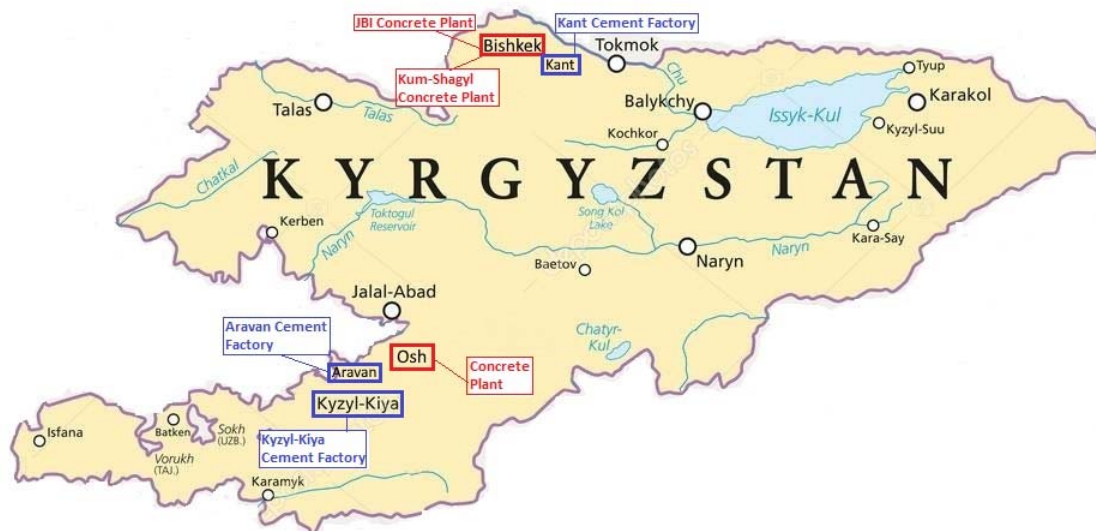 JBI Concrete Plant
Kant Cement Factory
Bishkek
Tokmok
Kant
Kum-Shagyl
Concrete Plant
Chu
Tyup
Talas
Talas
Balykchy
Issyk-Kul
Karakol
Kochkor
Kyzyl-Suu
KYRGYZSTAN
Chatkal
Toktogul
Reservoir
Song Kol
Lake
Kerben
Naryn
Kara-Say
Naryn
Naryn
Baetov
Jalal-Abad
Aravan Cement
Factory
Chatyr-
Kul
Osh
Concrete
Plant
Aravan
Kyzyl-Kiya
Isfana
Batken
Sokh
(UZB.)
Vorukh
(TAJ.)
Kyzyl-Kiya
Cement Factory
Karamyk